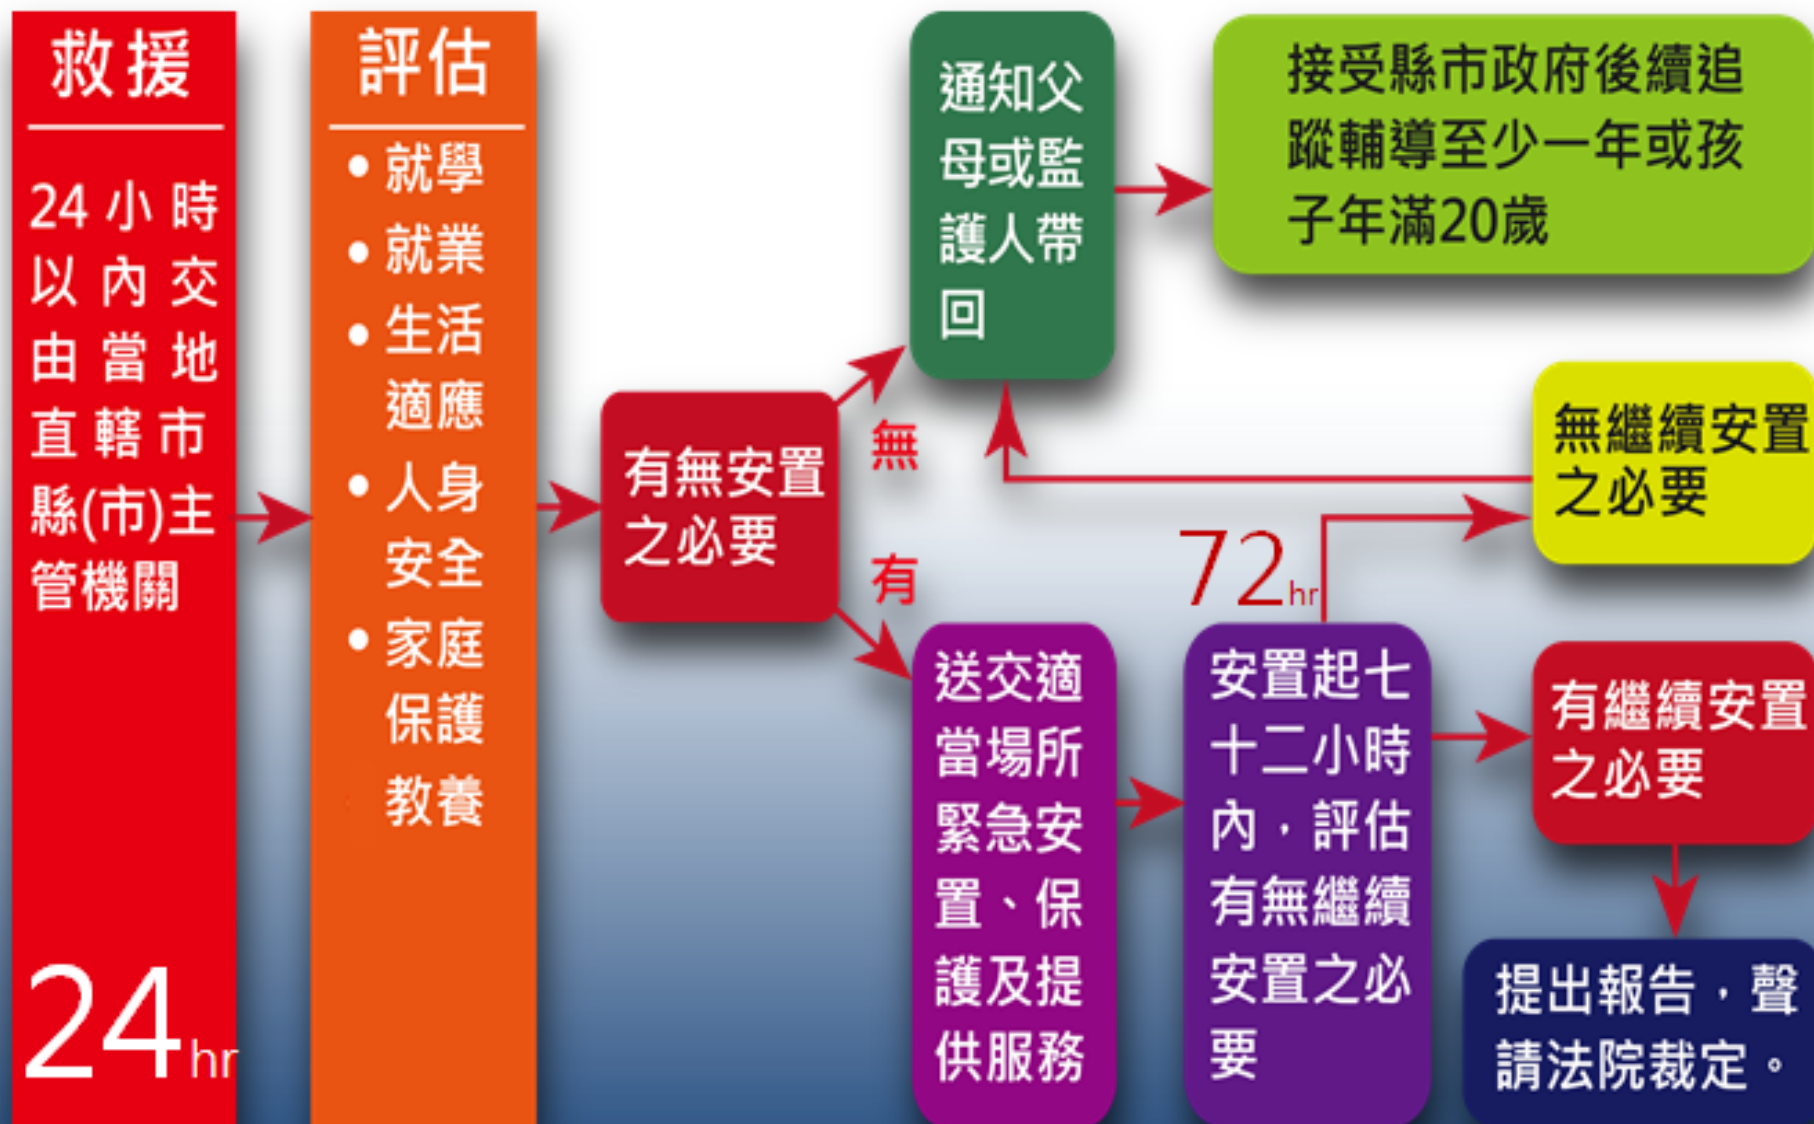 救援
24小時
以內交
由當地
直轄市
縣(市)主
管機關
24hr
評估
• 就學
• 就業
• 生活
適應
• 人身
安全
• 家庭
保護
教養
有無安置
之必要
無
有
通知父
母或監
護人帶
回
接受縣市政府後續追
蹤輔導至少一年或孩
子年滿20歲
送交適
當場所
緊急安
置、保
護及提
供服務
72hr
安置起七
十二小時
內，評估
有無繼續
安置之必
要
無繼續安置
之必要
有繼續安置
之必要
提出報告，聲
請法院裁定。